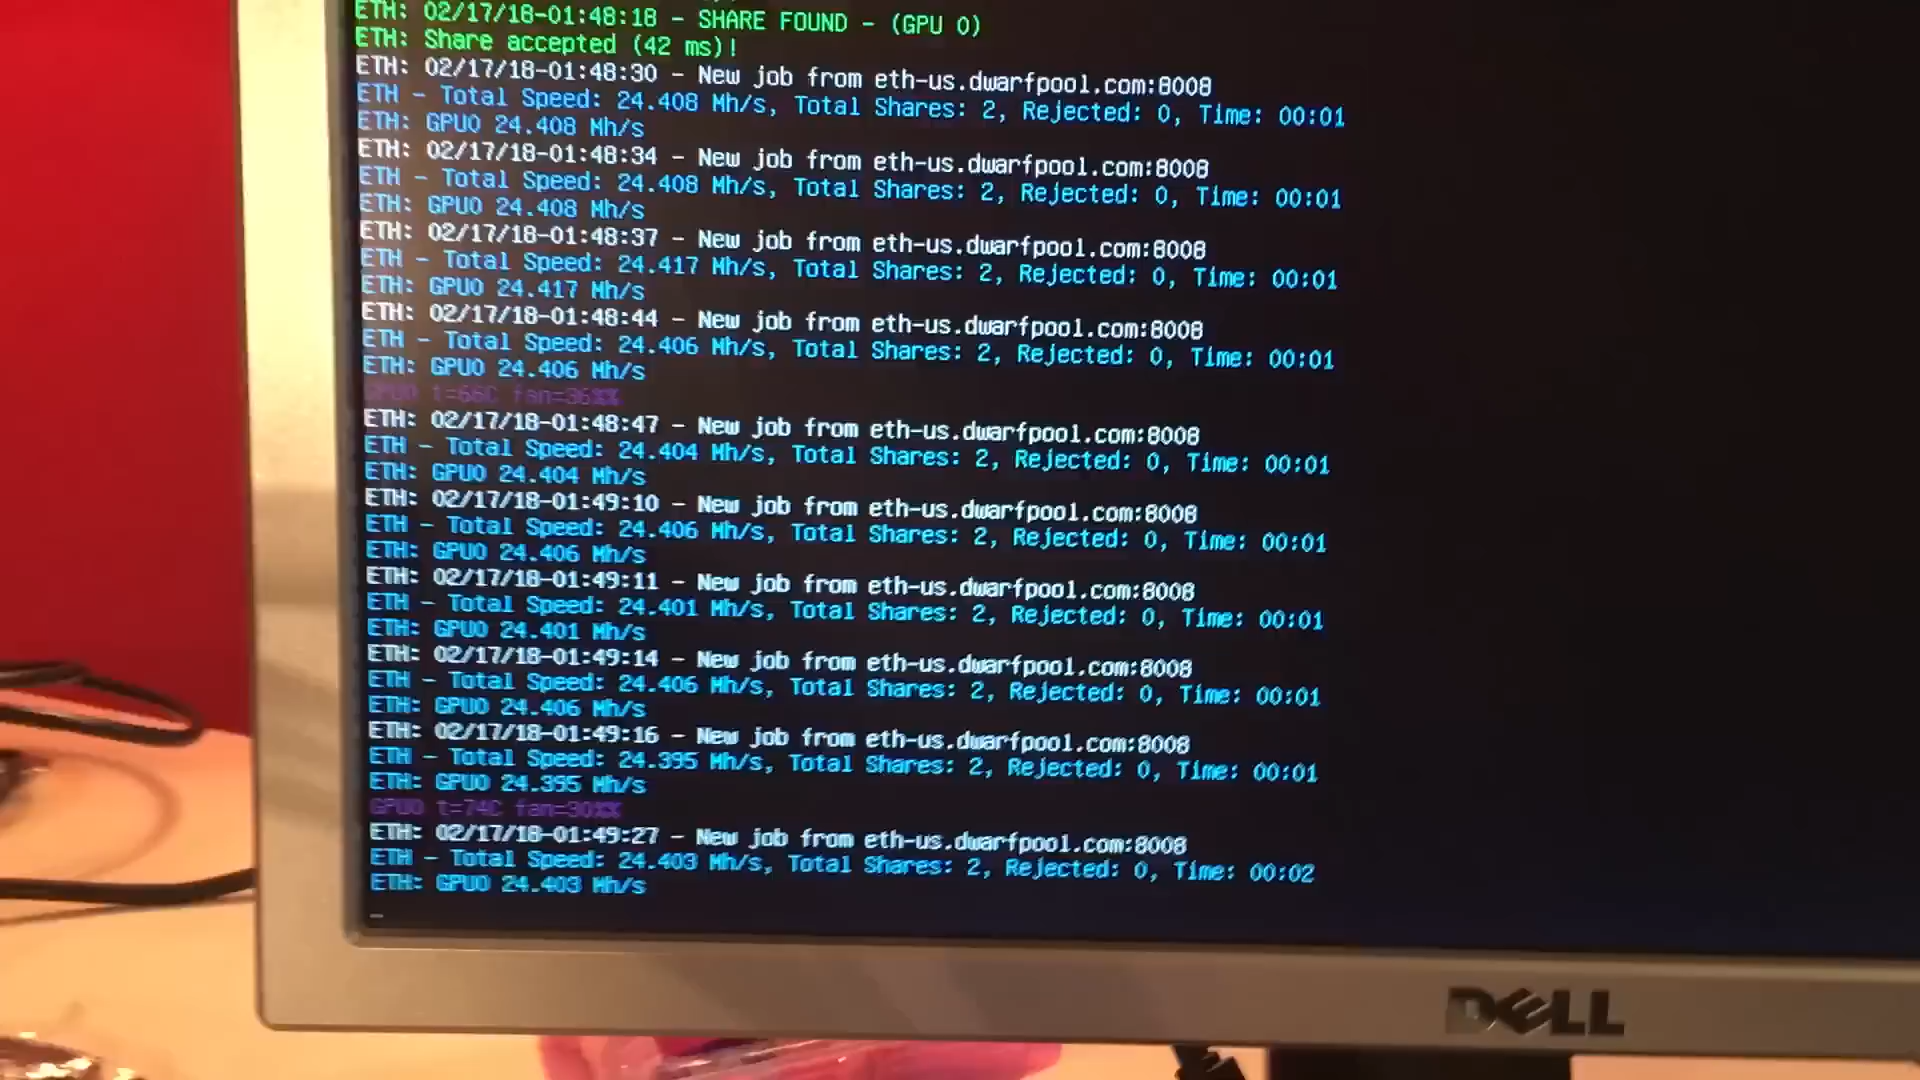 ETH: 02/17/18-01:48:18 - SHARE FOUND - (GPU 0)
ETH: Share accepted (42 ms)!
ETH: 02/17/18-01:48:30 - New job from eth-us.dwarfpool.com:8008
ETH - Total Speed: 24.408 Mh/s, Total Shares: 2, Rejected: 0, Time: 00:01
ETH: GPU0 24.408 Mh/s
ETH: 02/17/18-01:48:34 - New job from eth-us.dwarfpool.com:8008
ETH - Total Speed: 24.408 Mh/s, Total Shares: 2, Rejected: 0, Time: 00:01
ETH: GPU0 24.408 Mh/s
ETH: 02/17/18-01:48:37 - New job from eth-us.dwarfpool.com:8008
ETH - Total Speed: 24.417 Mh/s, Total Shares: 2, Rejected: 0, Time: 00:01
ETH: GPU0 24.417 Mh/s
ETH: 02/17/18-01:48:44 - New job from eth-us.dwarfpool.com:8008
ETH - Total Speed: 24.406 Mh/s, Total Shares: 2, Rejected: 0, Time: 00:01
ETH: GPU0 24.406 Mh/s
GPU0 t=66C fan=36%%
ETH: 02/17/18-01:48:47 - New job from eth-us.dwarfpool.com:8008
ETH - Total Speed: 24.404 Mh/s, Total Shares: 2, Rejected: 0, Time: 00:01
ETH: GPU0 24.404 Mh/s
ETH: 02/17/18-01:49:10 - New job from eth-us.dwarfpool.com:8008
ETH - Total Speed: 24.406 Mh/s, Total Shares: 2, Rejected: 0, Time: 00:01
ETH: GPU0 24.406 Mh/s
ETH: 02/17/18-01:49:11 - New job from eth-us.dwarfpool.com:8008
ETH - Total Speed: 24.401 Mh/s, Total Shares: 2, Rejected: 0, Time: 00:01
ETH: GPU0 24.401 Mh/s
ETH: 02/17/18-01:49:14 - New job from eth-us.dwarfpool.com:8008
ETH - Total Speed: 24.406 Mh/s, Total Shares: 2, Rejected: 0, Time: 00:01
ETH: GPU0 24.406 Mh/s
ETH: 02/17/18-01:49:16 - New job from eth-us.dwarfpool.com:8008
ETH - Total Speed: 24.395 Mh/s, Total Shares: 2, Rejected: 0, Time: 00:01
ETH: GPU0 24.395 Mh/s
GPU0 t=74C fan=30%%
ETH: 02/17/18-01:49:27 - New job from eth-us.dwarfpool.com:8008
ETH - Total Speed: 24.403 Mh/s, Total Shares: 2, Rejected: 0, Time: 00:02
ETH: GPU0 24.403 Mh/s
DELL